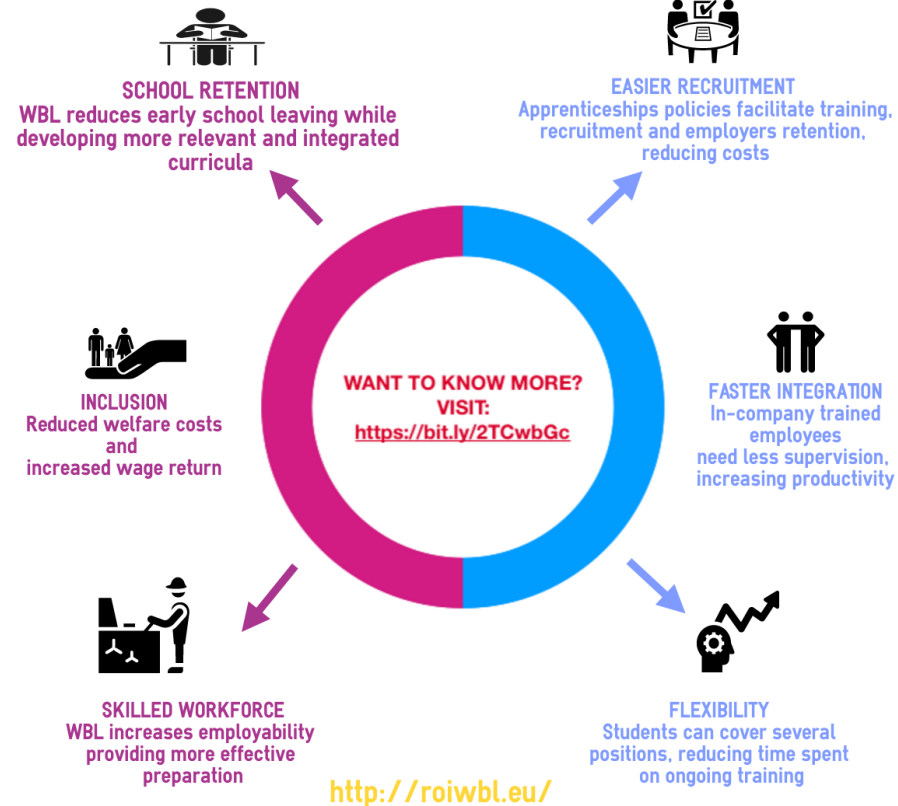 SCHOOL RETENTION
WBL reduces early school leaving while
developing more relevant and integrated
curricula
EASIER RECRUITMENT
Apprenticeships policies facilitate training,
recruitment and employers retention,
reducing costs
INCLUSION
Reduced welfare costs
and
increased wage return
WANT TO KNOW MORE?
VISIT:
https://bit.ly/2TCwbGc
FASTER INTEGRATION
In-company trained
employees
need less supervision,
increasing productivity
SKILLED WORKFORCE
WBL increases employability
providing more effective
preparation
FLEXIBILITY
Students can cover several
positions, reducing time spent
on ongoing training
http://roiwbl.eu/